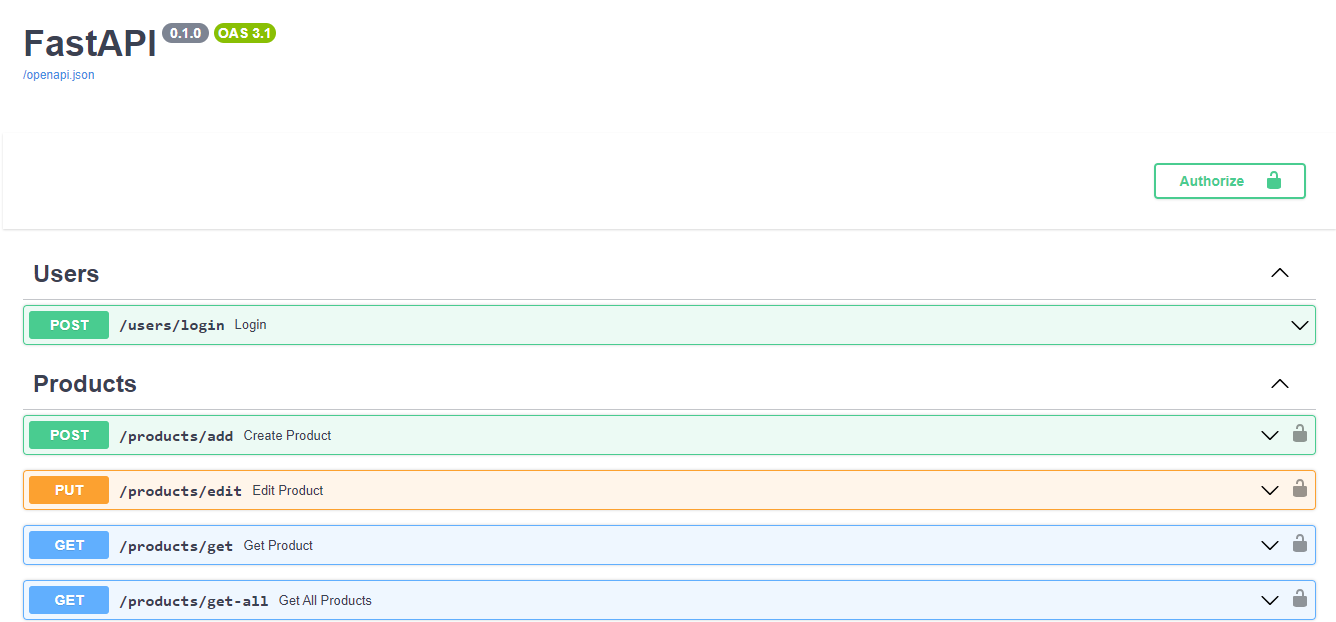 FastAPI 0.1.0 OAS 3.1
/openapi.json
Authorize
Users
POST /users/login Login
Products
POST /products/add Create Product
PUT /products/edit Edit Product
GET /products/get Get Product
GET /products/get-all Get All Products